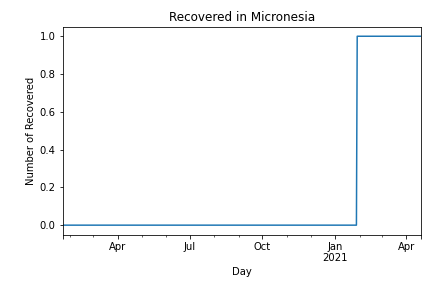 Recovered in Micronesia
1.0
0.8
0.6
0.4
0.2
0.0
Number of Recovered
Apr Jul Oct Jan Apr
2021
Day